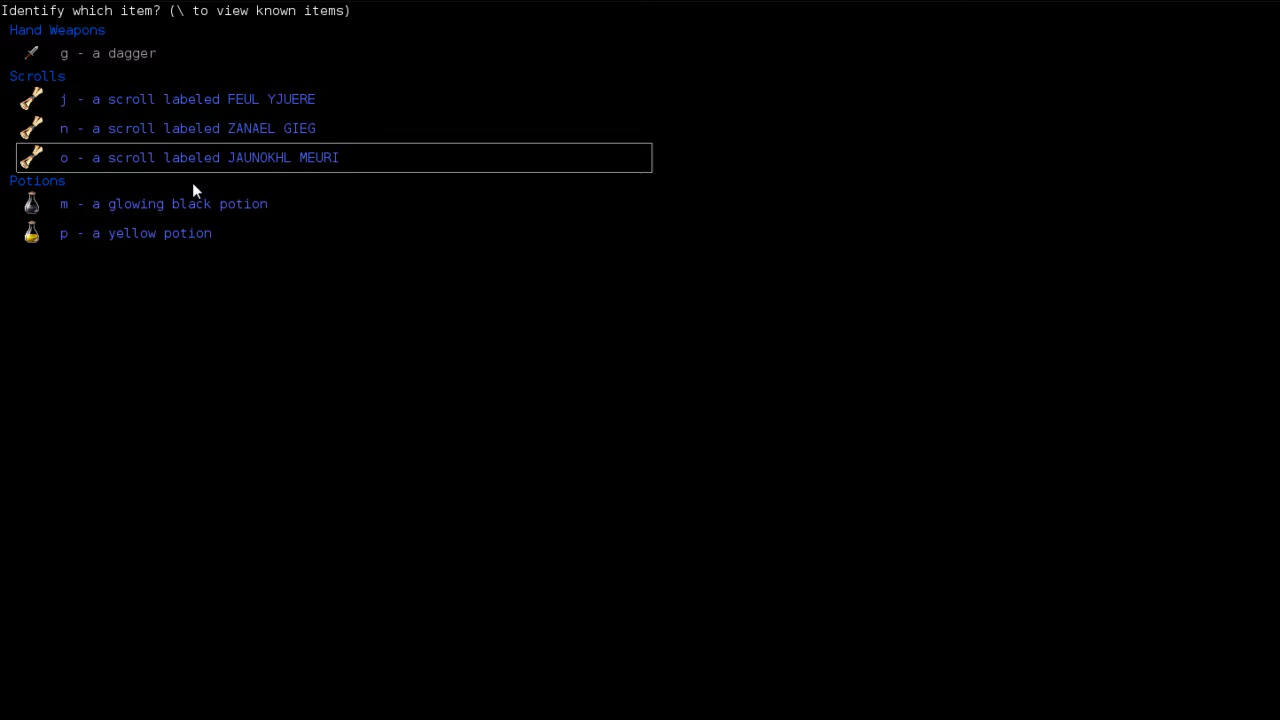 Identify which item? (\ to view known items)
Hand Weapons
g - a dagger
Scrolls
j - a scroll labeled FEUL YJUERE
n - a scroll labeled ZANAEL GIEG
o - a scroll labeled JAUNOKHL MEURI
Potions
m - a glowing black potion
p - a yellow potion